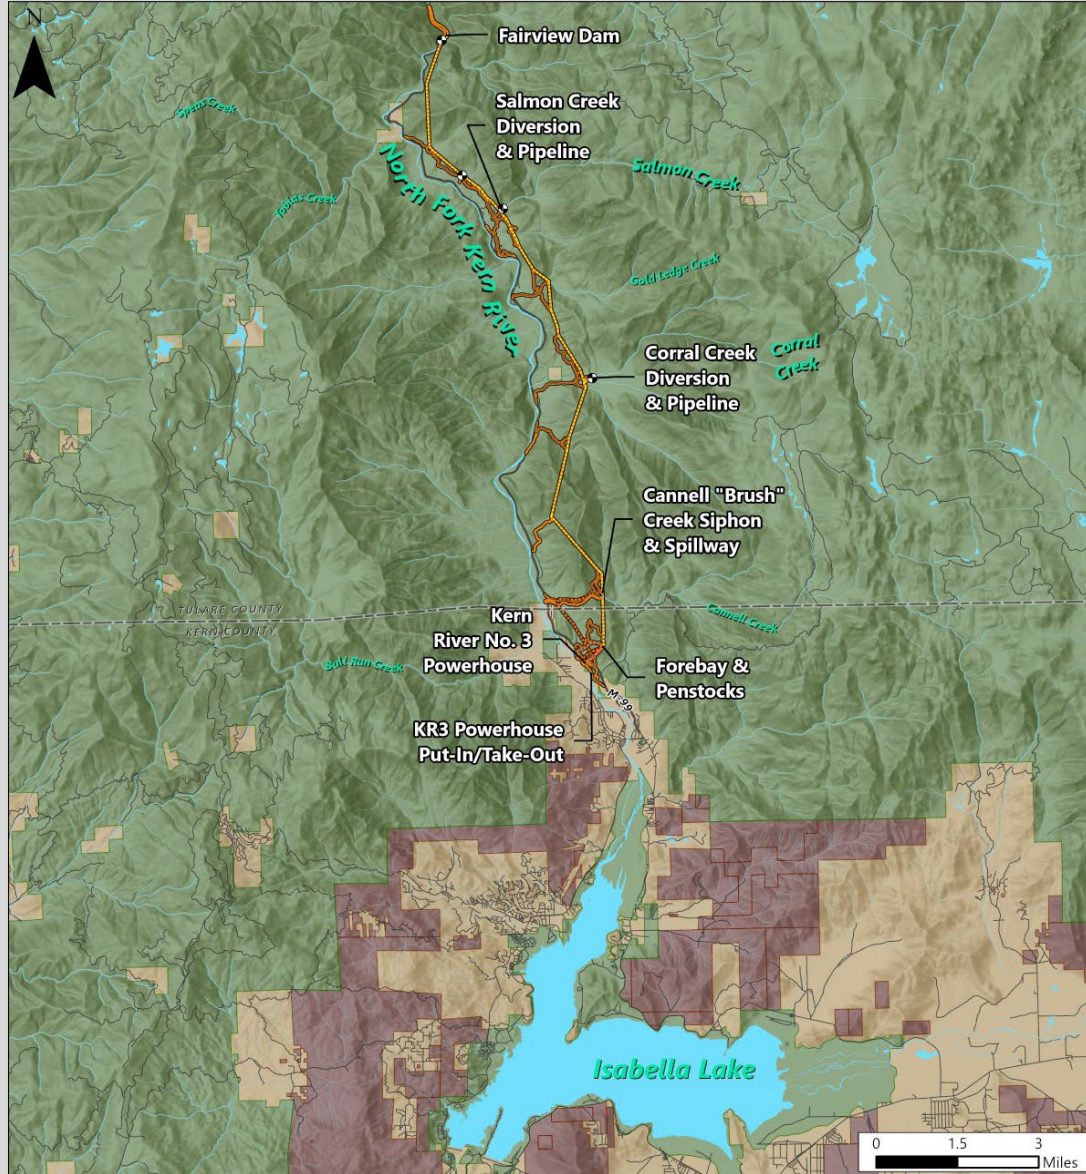 N
Fairview Dam
Salmon Creek
Diversion
& Pipeline
Speas Creek
Salmon Creek
Tobias Creek
North Fork Kern River
Gold Ledge Creek
Corral Creek
Diversion
& Pipeline
Corral
Creek
Cannell "Brush"
Creek Siphon
& Spillway
TULARE COUNTY
KERN COUNTY
Cannell Creek
Kern
River No. 3
Powerhouse
Bull Run Creek
Forebay &
Penstocks
M-99
KR3 Powerhouse
Put-In/Take-Out
Isabella Lake
0 1.5 3
Miles